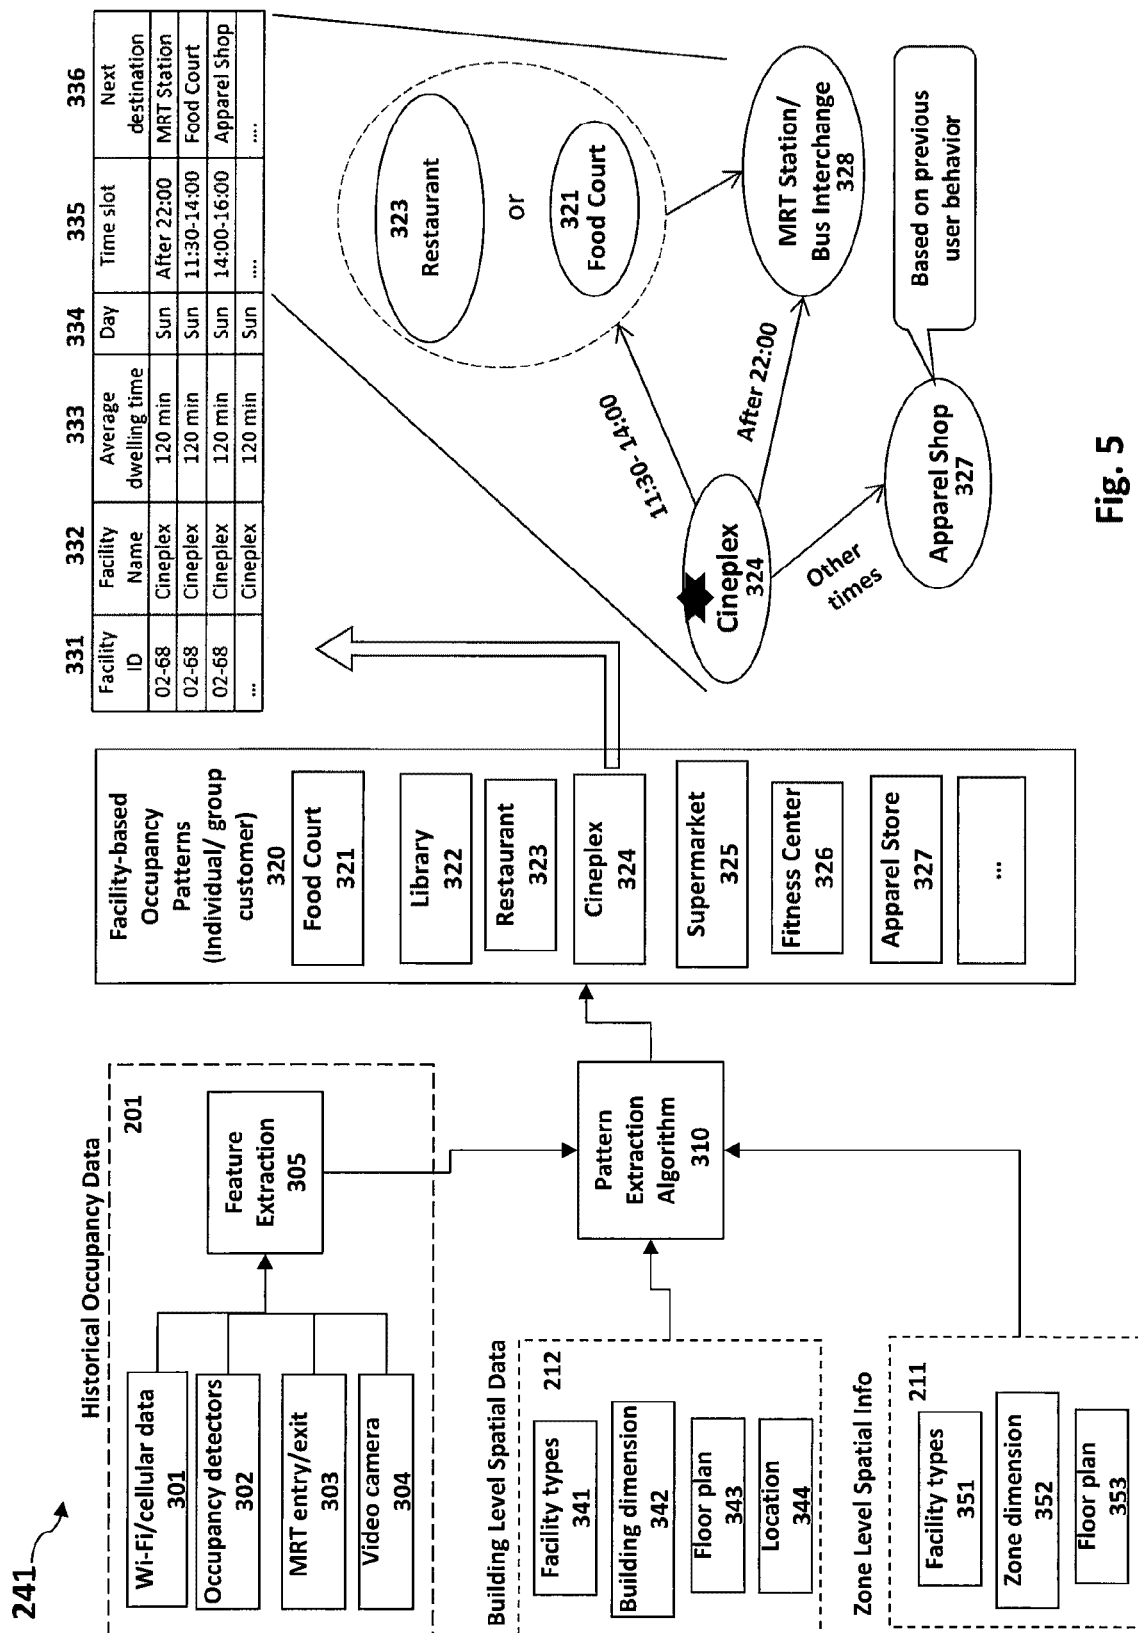 241
Historical Occupancy Data
201
Wi-Fi/cellular data
301
Occupancy detectors
302
MRT entry/exit
303
Video camera
304
Feature
Extraction
305
Building Level Spatial Data
212
Facility types
341
Building dimension
342
Floor plan
343
Location
344
Zone Level Spatial Info
211
Facility types
351
Zone dimension
352
Floor plan
353
Pattern
Extraction
Algorithm
310
Facility-based
Occupancy
Patterns
(Individual/ group
customer)
320
Food Court
321
Library
322
Restaurant
323
Cineplex
324
Supermarket
325
Fitness Center
326
Apparel Store
327
...
331 332 333 334 335 336
Facility ID Facility Name Average dwelling time Day Time slot Next destination
02-68 Cineplex 120 min Sun After 22:00 MRT Station
02-68 Cineplex 120 min Sun 11:30-14:00 Food Court
02-68 Cineplex 120 min Sun 14:00-16:00 Apparel Shop
... Cineplex 120 min Sun ..... ....
323
Restaurant
or
321
Food Court
11:30-14:00
Cineplex
324
After 22:00
MRT Station/
Bus Interchange
328
Other
times
Apparel Shop
327
Based on previous
user behavior
Fig. 5